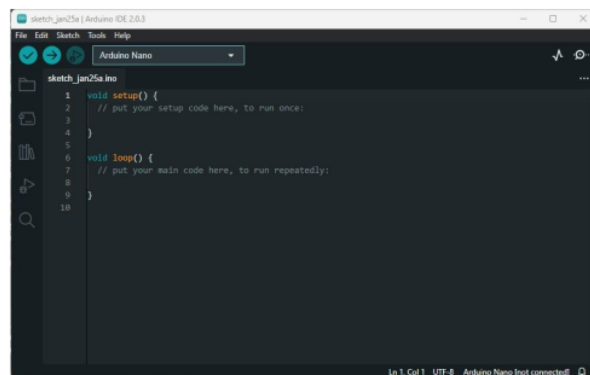 sketch_jan25a | Arduino IDE 2.0.3
File Edit Sketch Tools Help
Arduino Nano
sketch_jan25a.ino
1 void setup() {
2 // put your setup code here, to run once:
3
4 }
5
6 void loop() {
7 // put your main code here, to run repeatedly:
8
9 }
10
Ln 1, Col 1 UTF-8 Arduino Nano [not connected]